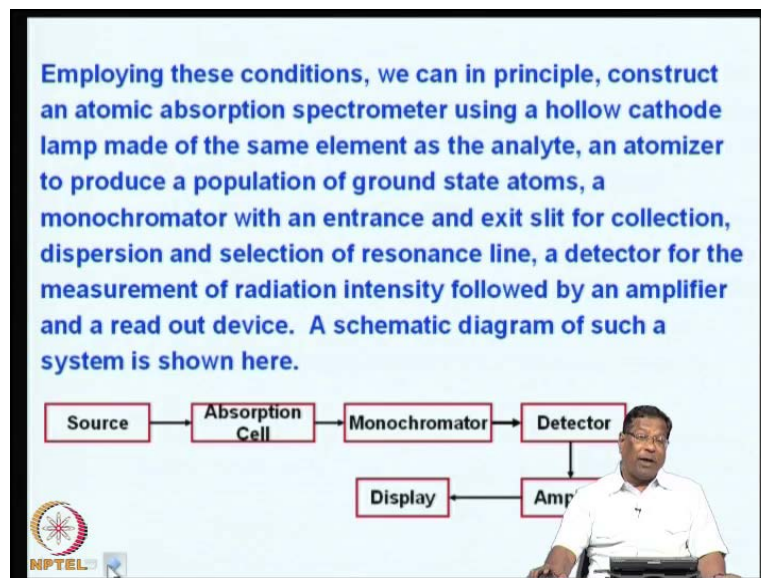 Employing these conditions, we can in principle, construct
an atomic absorption spectrometer using a hollow cathode
lamp made of the same element as the analyte, an atomizer
to produce a population of ground state atoms, a
monochromator with an entrance and exit slit for collection,
dispersion and selection of resonance line, a detector for the
measurement of radiation intensity followed by an amplifier
and a read out device. A schematic diagram of such a
system is shown here.
Source
Absorption
Cell
Monochromator
Detector
Display
NPTEL